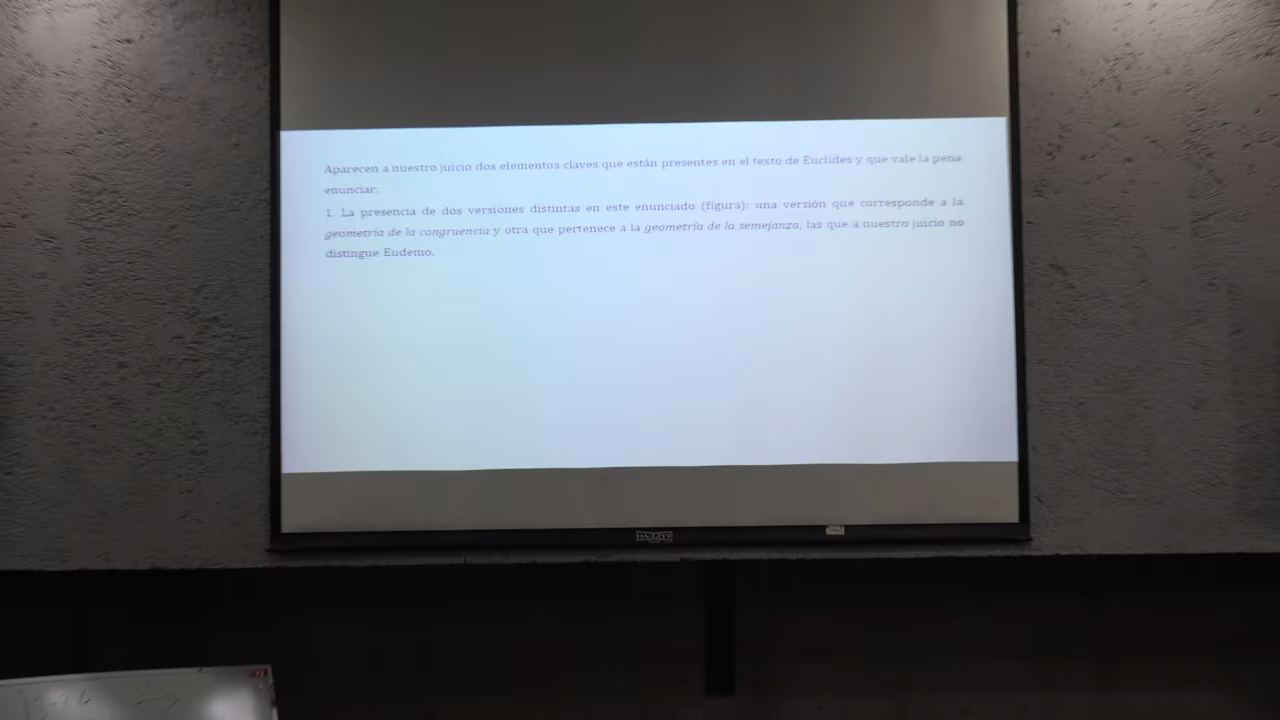 Aparecen a nuestro juicio dos elementos claves que están presentes en el texto de Euclides y que vale la pena
enunciar:
1. La presencia de dos versiones distintas en este enunciado (figura): una versión que corresponde a la
geometría de la congruencia y otra que pertenece a la geometría de la semejanza, las que a nuestro juicio no
distingue Eudemo.
DA-LITE